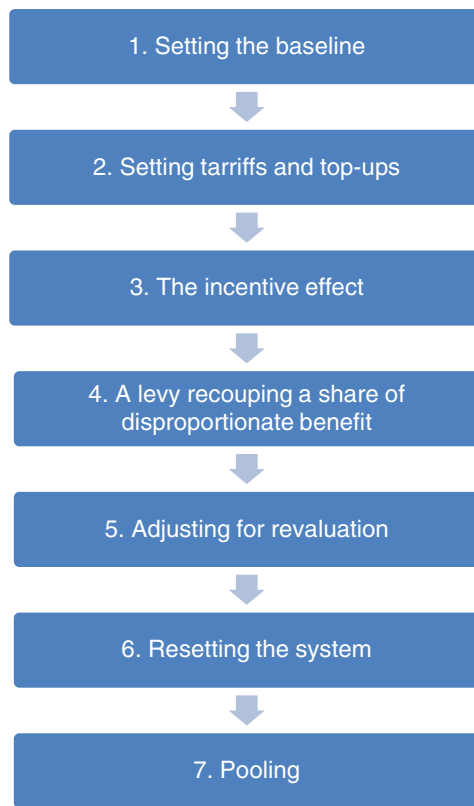 1. Setting the baseline
2. Setting tarriffs and top-ups
3. The incentive effect
4. A levy recouping a share of
disproportionate benefit
5. Adjusting for revaluation
6. Resetting the system
7. Pooling